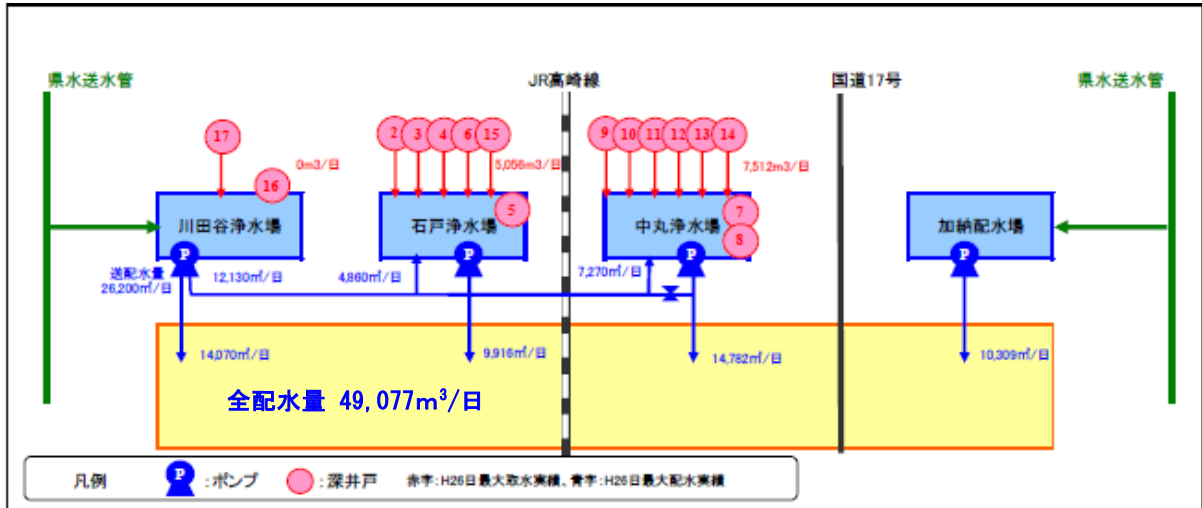 県水送水管
JR高崎線
国道17号
県水送水管
17
0m3/日
16
2 3 4 6 15
5,056m3/日
5
9 10 11 12 13 14
7,512m3/日
7
8
川田谷浄水場
石戸浄水場
中丸浄水場
加納配水場
P
P
P
P
送配水量
26,200㎥/日
12,130㎥/日
4,860㎥/日
7,270㎥/日
14,070㎥/日
9,916㎥/日
14,782㎥/日
10,309㎥/日
全配水量 49,077m³/日
凡例 P :ポンプ :深井戸 赤字:H26日最大取水実績、青字:H26日最大配水実績